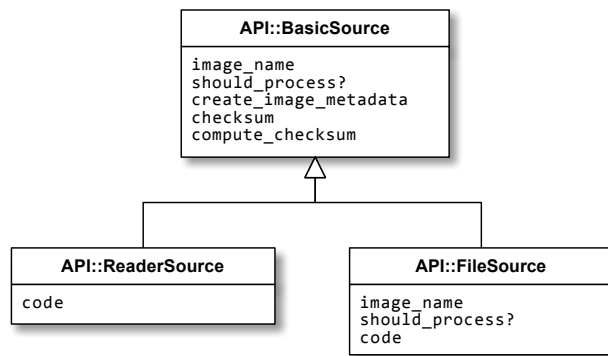 API::BasicSource
image_name
should_process?
create_image_metadata
checksum
compute_checksum
API::ReaderSource
code
API::FileSource
image_name
should_process?
code